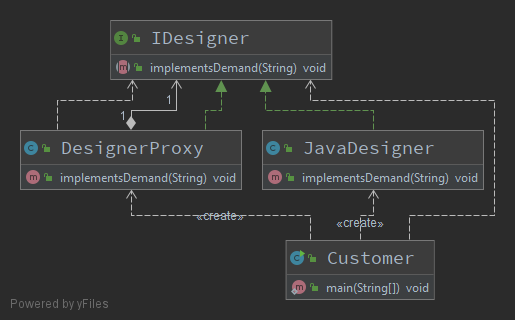 I IDesigner
m implementsDemand(String) void
1 1
C DesignerProxy
m implementsDemand(String) void
C JavaDesigner
m implementsDemand(String) void
«create» «create»
C Customer
m main(String[]) void
Powered by yFiles